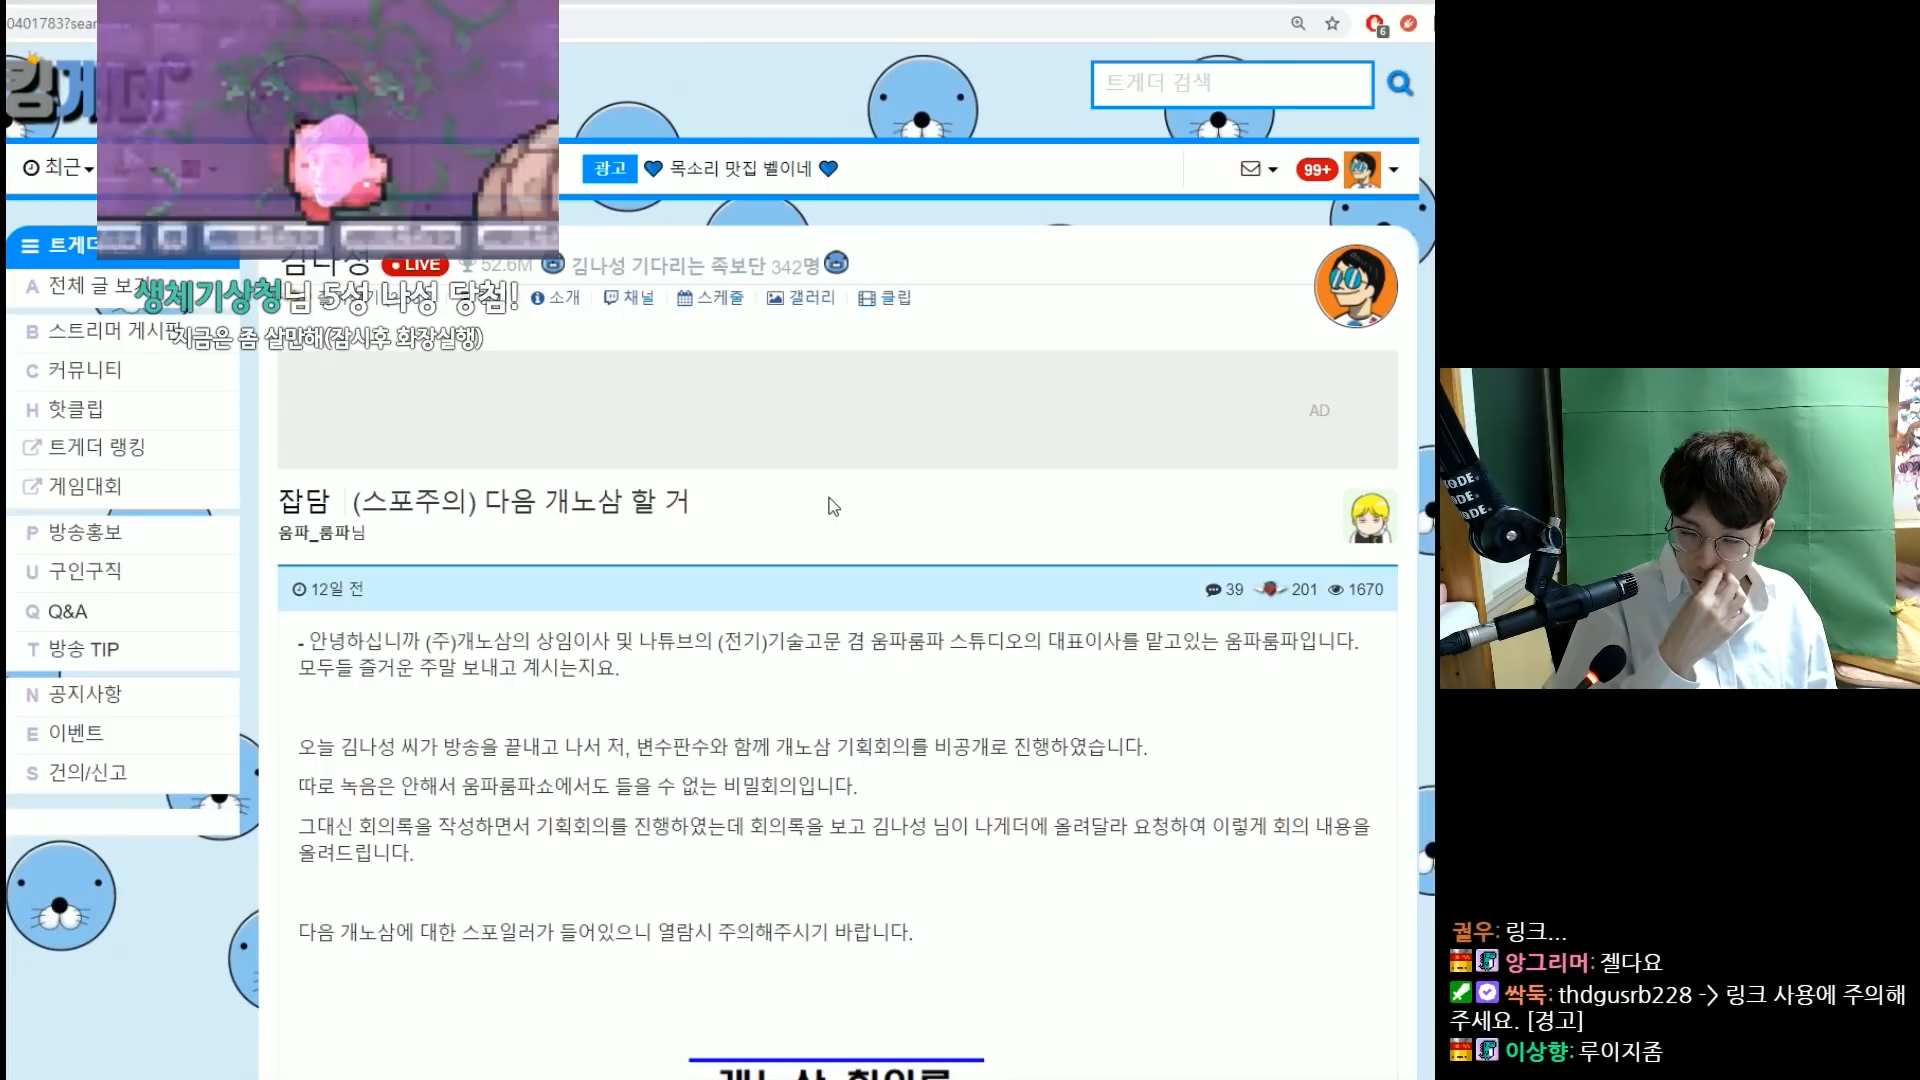 0401783?sear
6
킹게더
트게더 검색
최근
광고 💙 목소리 맛집 벨이네 💙
99+
트게더
김나성 LIVE 52.6M 김나성 기다리는 족보단 342명
생체기상청님 5성 나성 당첨!
지금은 좀 살만해(잠시후 화장실행)
소개 채널 스케줄 갤러리 클립
A 전체 글 보기
B 스트리머 게시판
C 커뮤니티
H 핫클립
트게더 랭킹
게임대회
P 방송홍보
U 구인구직
Q Q&A
T 방송 TIP
N 공지사항
E 이벤트
S 건의/신고
AD
잡담 (스포주의) 다음 개노삼 할 거
움파_룸파님
12일 전 39 201 1670
- 안녕하십니까 (주)개노삼의 상임이사 및 나튜브의 (전기)기술고문 겸 움파룸파 스튜디오의 대표이사를 맡고있는 움파룸파입니다.
모두들 즐거운 주말 보내고 계시는지요.
오늘 김나성 씨가 방송을 끝내고 나서 저, 변수판수와 함께 개노삼 기획회의를 비공개로 진행하였습니다.
따로 녹음은 안해서 움파룸파쇼에서도 들을 수 없는 비밀회의입니다.
그대신 회의록을 작성하면서 기획회의를 진행하였는데 회의록을 보고 김나성 님이 나게더에 올려달라 요청하여 이렇게 회의 내용을
올려드립니다.
다음 개노삼에 대한 스포일러가 들어있으니 열람시 주의해주시기 바랍니다.
개노삼 회의록
궐우: 링크...
앙그리머: 젤다요
싹둑: thdgusrb228 -> 링크 사용에 주의해
주세요. [경고]
이상향: 루이지좀